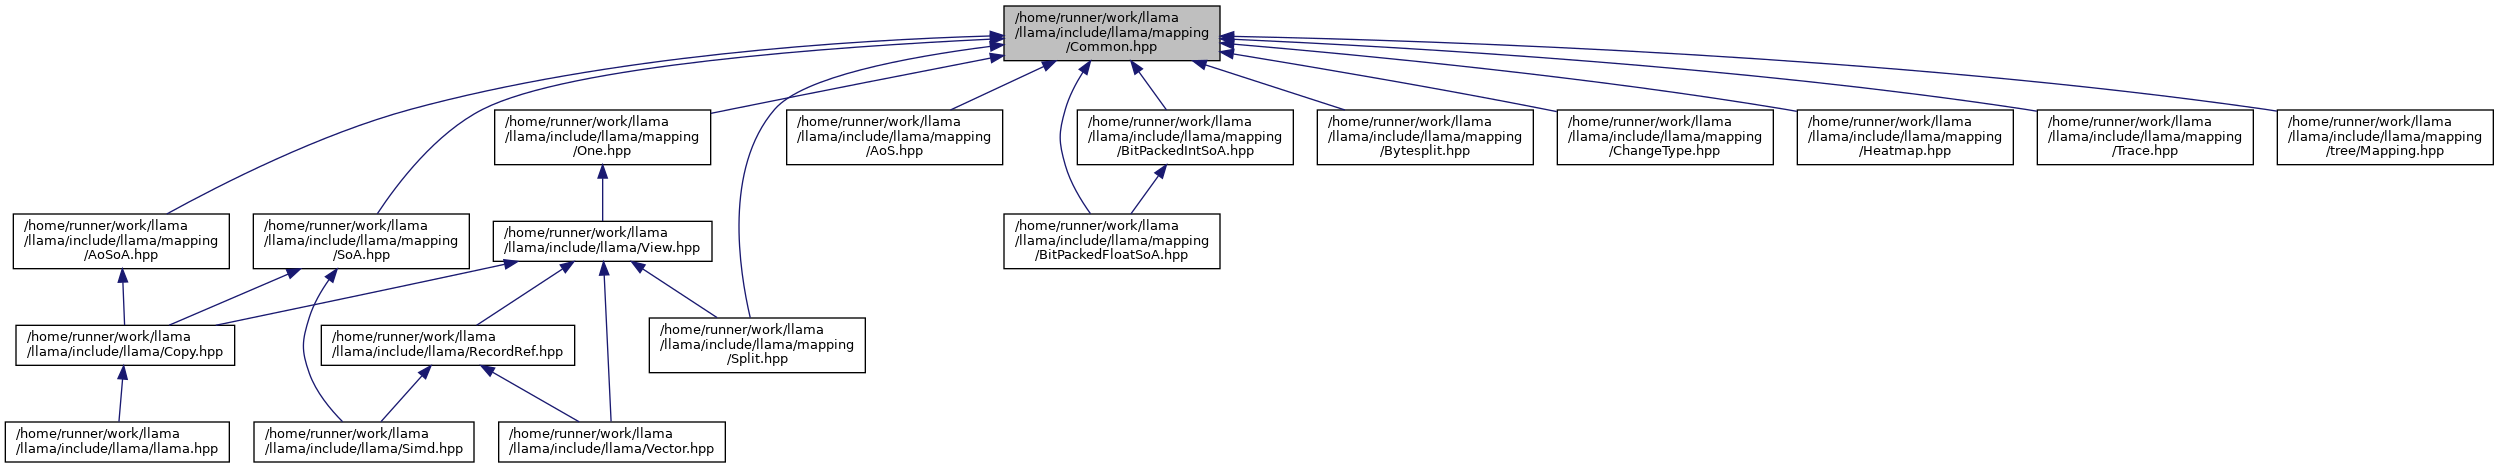 /home/runner/work/llama
/llama/include/llama/mapping
/Common.hpp
/home/runner/work/llama
/llama/include/llama/mapping
/One.hpp
/home/runner/work/llama
/llama/include/llama/mapping
/AoS.hpp
/home/runner/work/llama
/llama/include/llama/mapping
/BitPackedIntSoA.hpp
/home/runner/work/llama
/llama/include/llama/mapping
/Bytesplit.hpp
/home/runner/work/llama
/llama/include/llama/mapping
/ChangeType.hpp
/home/runner/work/llama
/llama/include/llama/mapping
/Heatmap.hpp
/home/runner/work/llama
/llama/include/llama/mapping
/Trace.hpp
/home/runner/work/llama
/llama/include/llama/mapping
/tree/Mapping.hpp
/home/runner/work/llama
/llama/include/llama/mapping
/AoSoA.hpp
/home/runner/work/llama
/llama/include/llama/mapping
/SoA.hpp
/home/runner/work/llama
/llama/include/llama/View.hpp
/home/runner/work/llama
/llama/include/llama/mapping
/BitPackedFloatSoA.hpp
/home/runner/work/llama
/llama/include/llama/Copy.hpp
/home/runner/work/llama
/llama/include/llama/RecordRef.hpp
/home/runner/work/llama
/llama/include/llama/mapping
/Split.hpp
/home/runner/work/llama
/llama/include/llama/llama.hpp
/home/runner/work/llama
/llama/include/llama/Simd.hpp
/home/runner/work/llama
/llama/include/llama/Vector.hpp